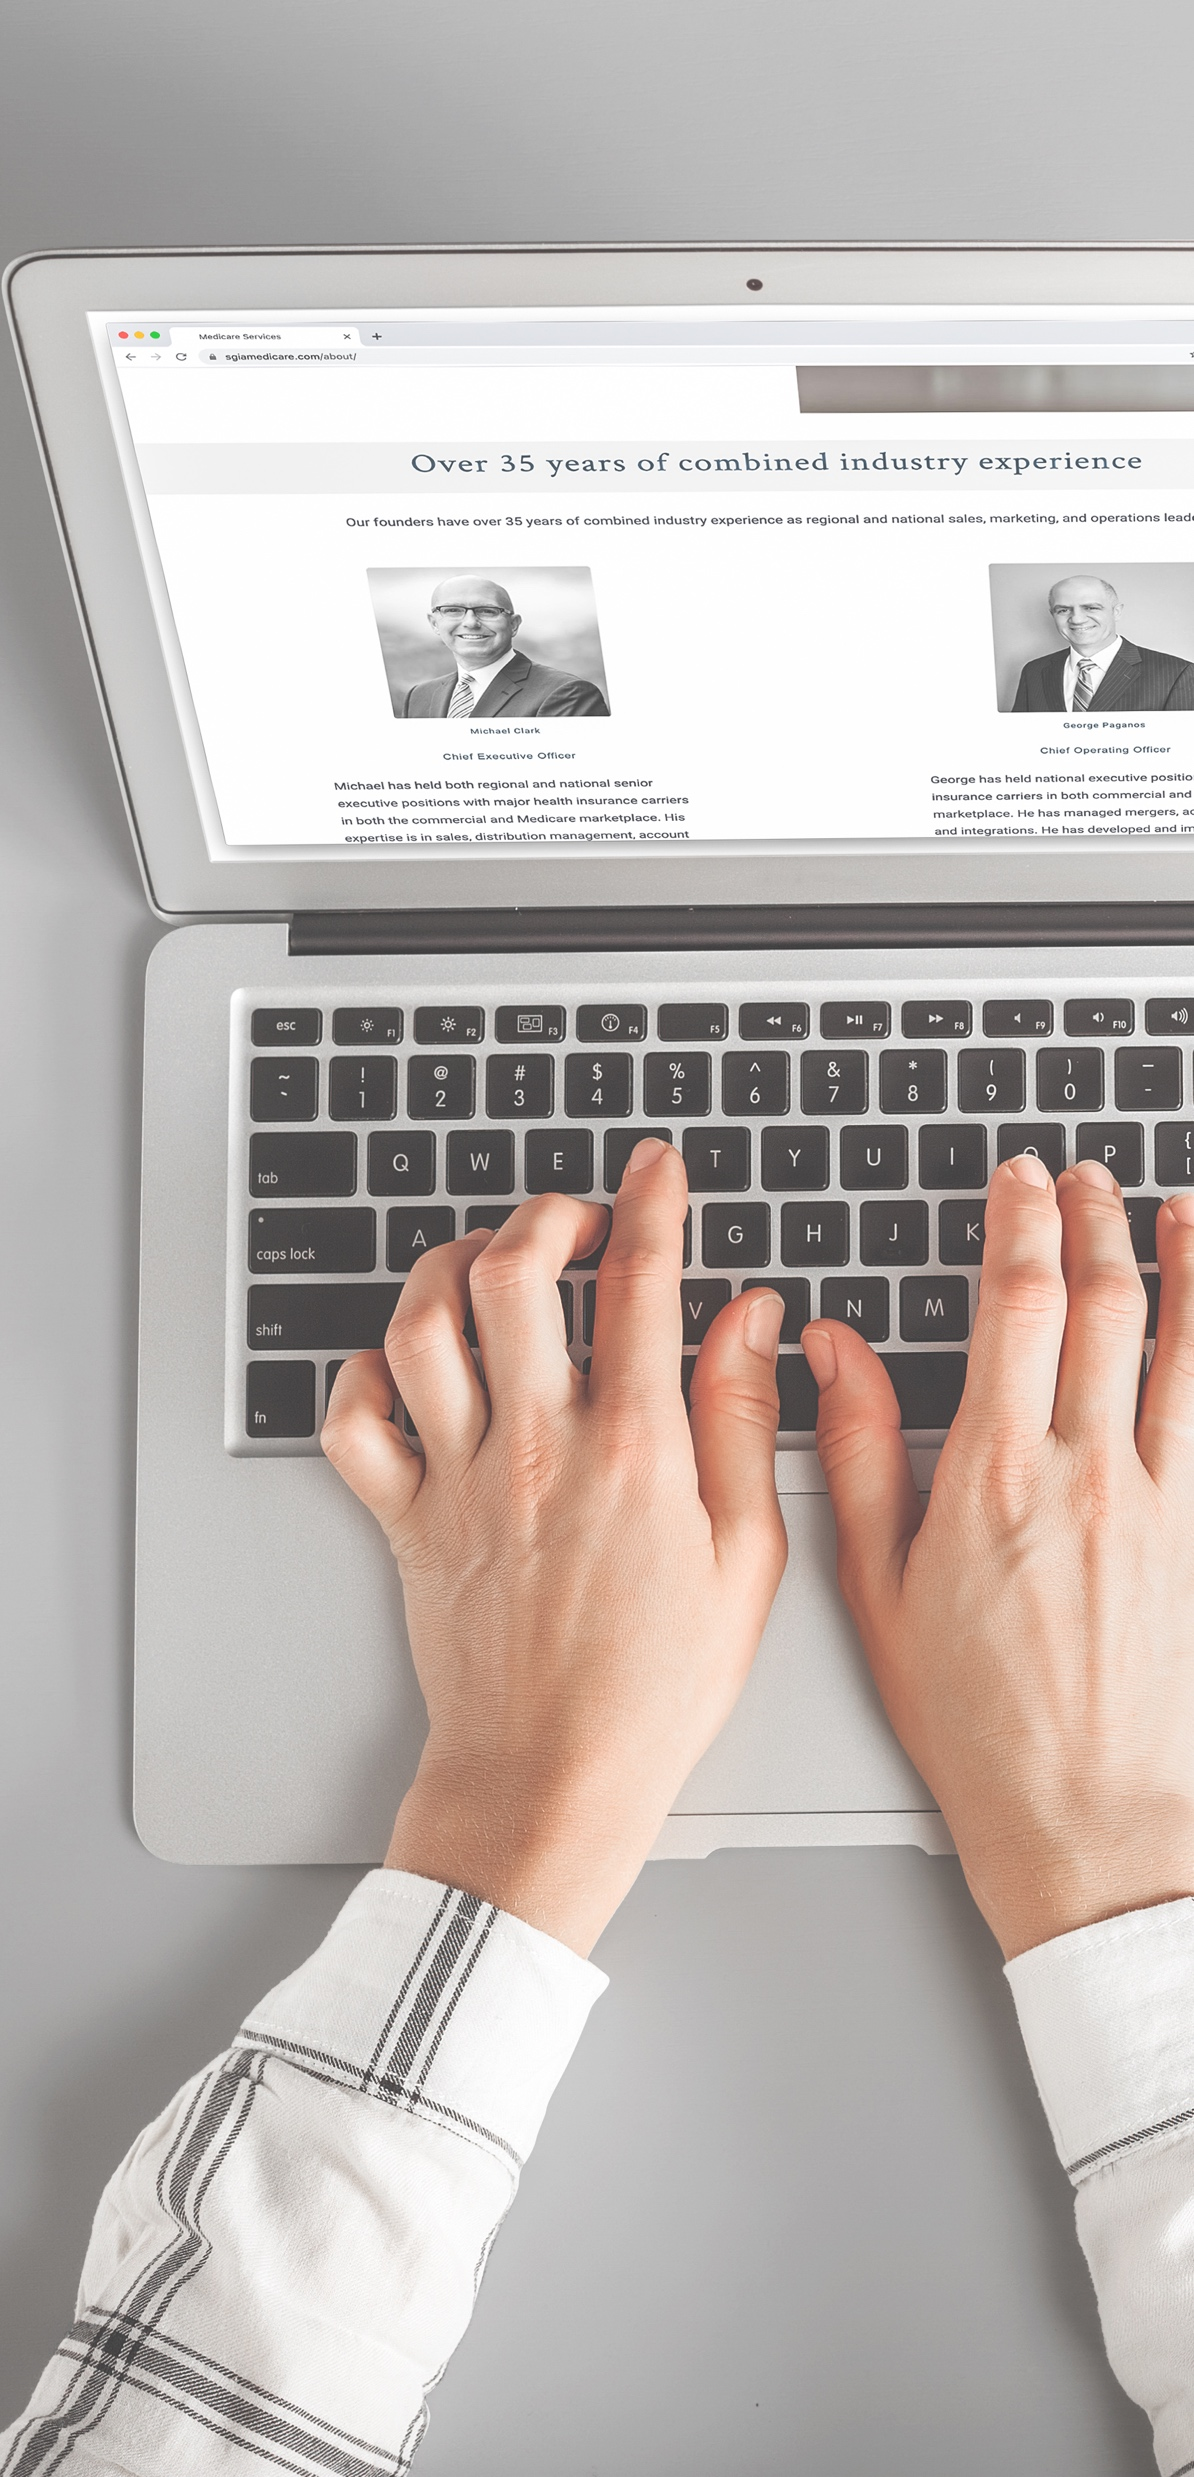 Medicare Services
sgiamedicare.com/about/
Over 35 years of combined industry experience
Our founders have over 35 years of combined industry experience as regional and national sales, marketing, and operations
Michael Clark
George Paganos
Chief Executive Officer
Chief Operating Officer
Michael has held both regional and national senior
executive positions with major health insurance carriers
in both the commercial and Medicare marketplace. His
expertise is in sales, distribution management, account
George has held national executive
insurance carriers in both commercial and
marketplace. He has managed mergers,
and integrations. He has developed and
esc F1 F2 F3 F4 F5 F6 F7 F8 F9 F10
~ ! @ # $ % ^ & * ( ) –
` 1 2 3 4 5 6 7 8 9 0 -
tab Q W E T Y U I O P { [
caps lock A G H J K :
shift V N M
fn